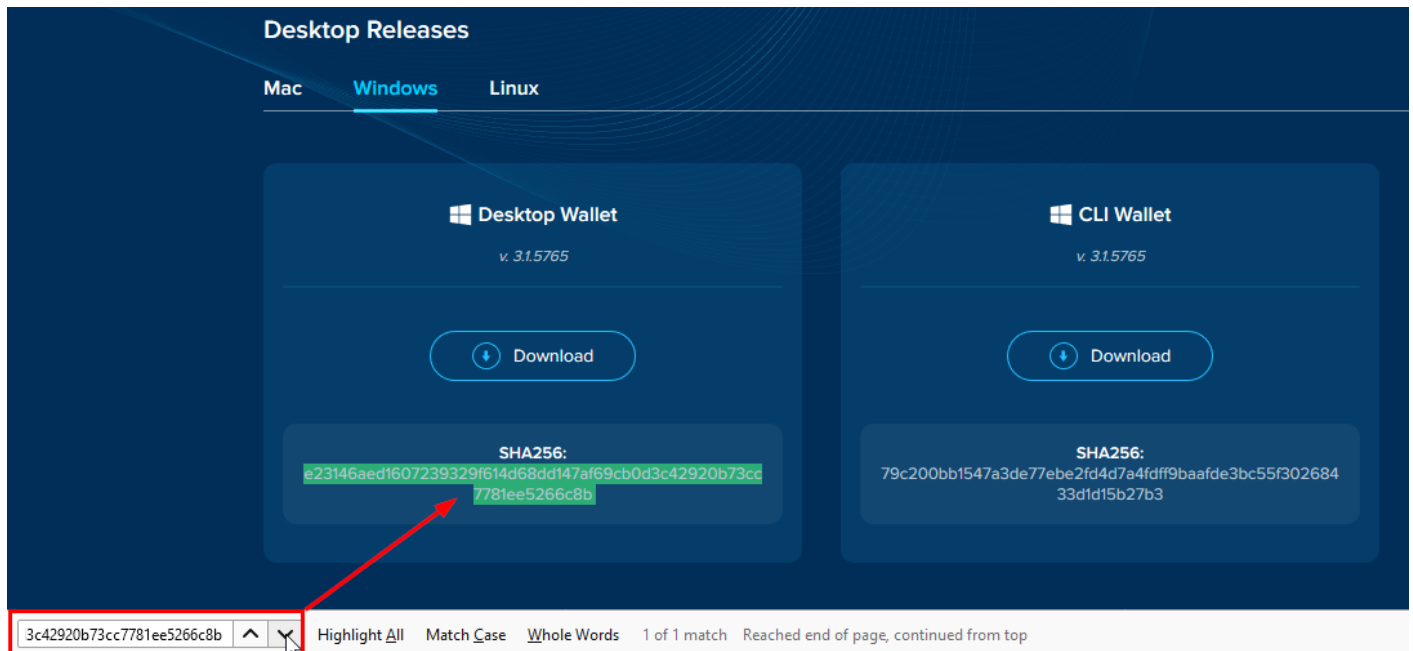 Desktop Releases
Mac Windows Linux
Desktop Wallet
v. 3.1.5765
Download
SHA256:
e23146aed1607239329f614d68dd147af69cb0d3c42920b73cc
7781ee5266c8b
CLI Wallet
v. 3.1.5765
Download
SHA256:
79c200bb1547a3de77ebe2fd4d7a4fdff9baafde3bc55f302684
33d1d15b27b3
3c42920b73cc7781ee5266c8b Highlight All Match Case Whole Words 1 of 1 match Reached end of page, continued from top